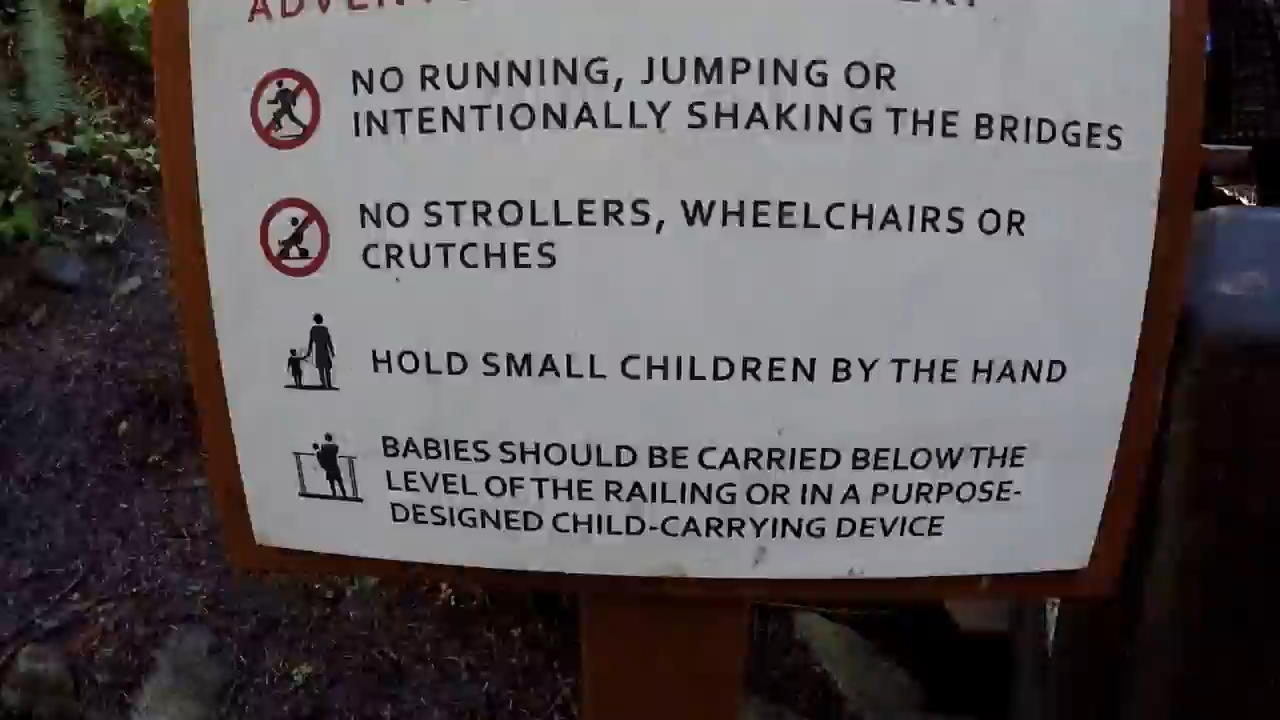 NO RUNNING, JUMPING OR
INTENTIONALLY SHAKING THE BRIDGES
NO STROLLERS, WHEELCHAIRS OR
CRUTCHES
HOLD SMALL CHILDREN BY THE HAND
BABIES SHOULD BE CARRIED BELOW THE
LEVEL OF THE RAILING OR IN A PURPOSE-
DESIGNED CHILD-CARRYING DEVICE